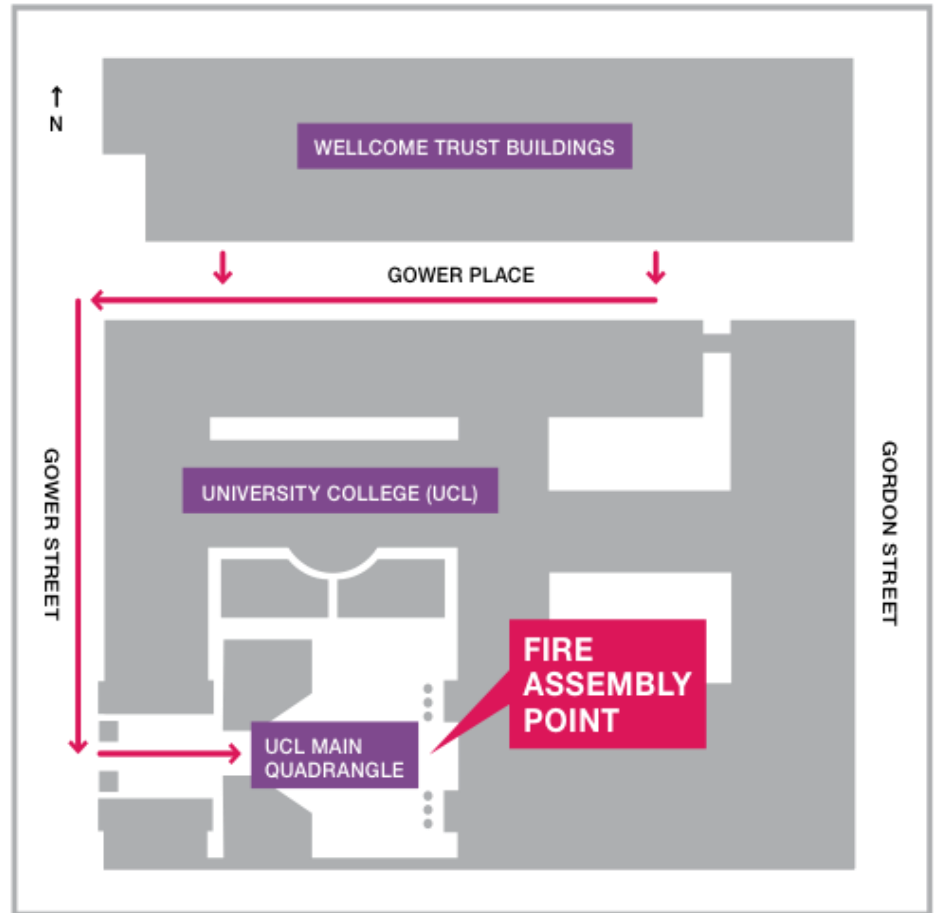 ↑
N
WELLCOME TRUST BUILDINGS
GOWER PLACE
GOWER STREET
UNIVERSITY COLLEGE (UCL)
GORDON STREET
FIRE
ASSEMBLY
POINT
UCL MAIN
QUADRANGLE